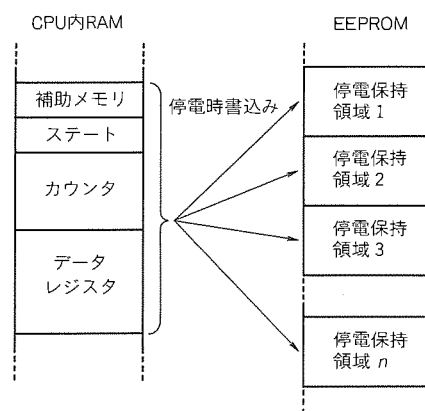 CPU内RAM
補助メモリ
ステート
カウンタ
データ
レジスタ
停電時書込み
EEPROM
停電保持
領域1
停電保持
領域2
停電保持
領域3
停電保持
領域n